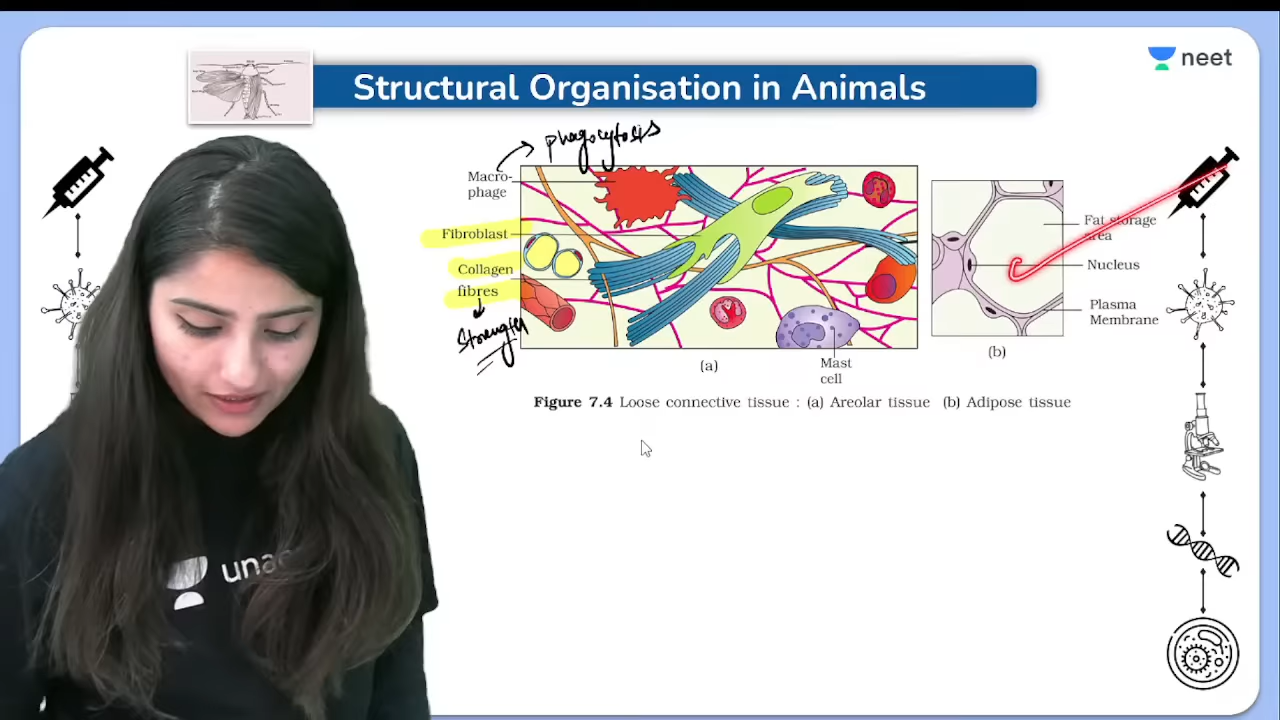 neet
Structural Organisation in Animals
phagocytosis
Macro-
phage
Fibroblast
Collagen
fibres
Fat storage
area
Nucleus
Plasma
Membrane
Mast
cell
(a)
(b)
Figure 7.4 Loose connective tissue : (a) Areolar tissue (b) Adipose tissue